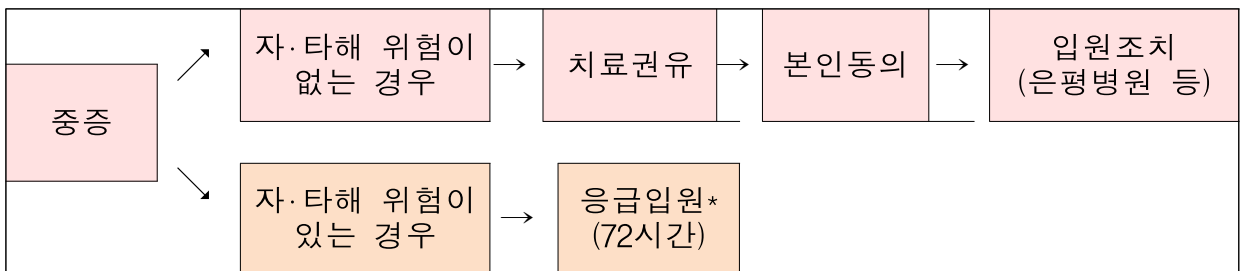 중증
↗
자·타해 위험이
없는 경우
→
치료권유
→
본인동의
→
입원조치
(은평병원 등)
↘
자·타해 위험이
있는 경우
→
응급입원*
(72시간)